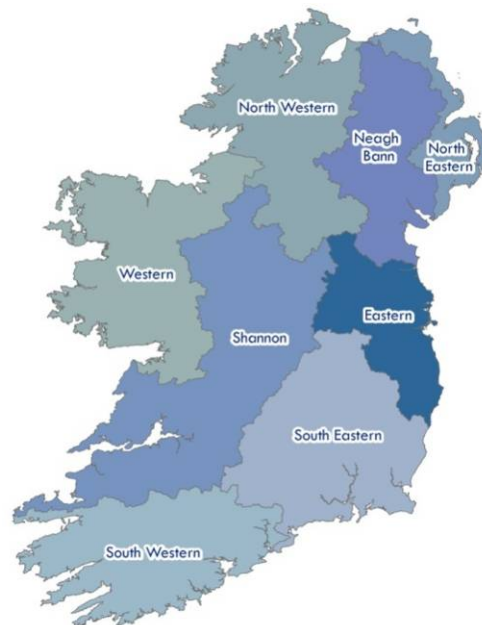 North Western
Neagh
Bann
North
Eastern
Western
Eastern
Shannon
South Eastern
South Western